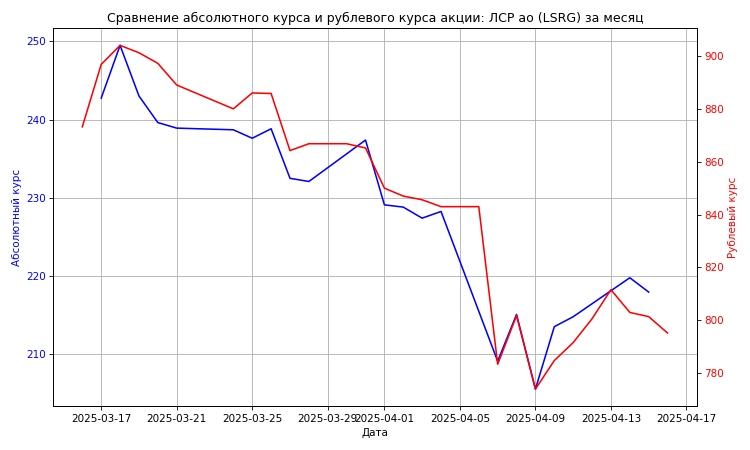 Сравнение абсолютного курса и рублевого курса акции: ЛСР ао (LSRG) за месяц
250
240
230
220
210
Абсолютный курс
900
880
860
840
820
800
780
Рублевый курс
2025-03-17 2025-03-21 2025-03-25 2025-03-29 2025-04-01 2025-04-05 2025-04-09 2025-04-13 2025-04-17
Дата